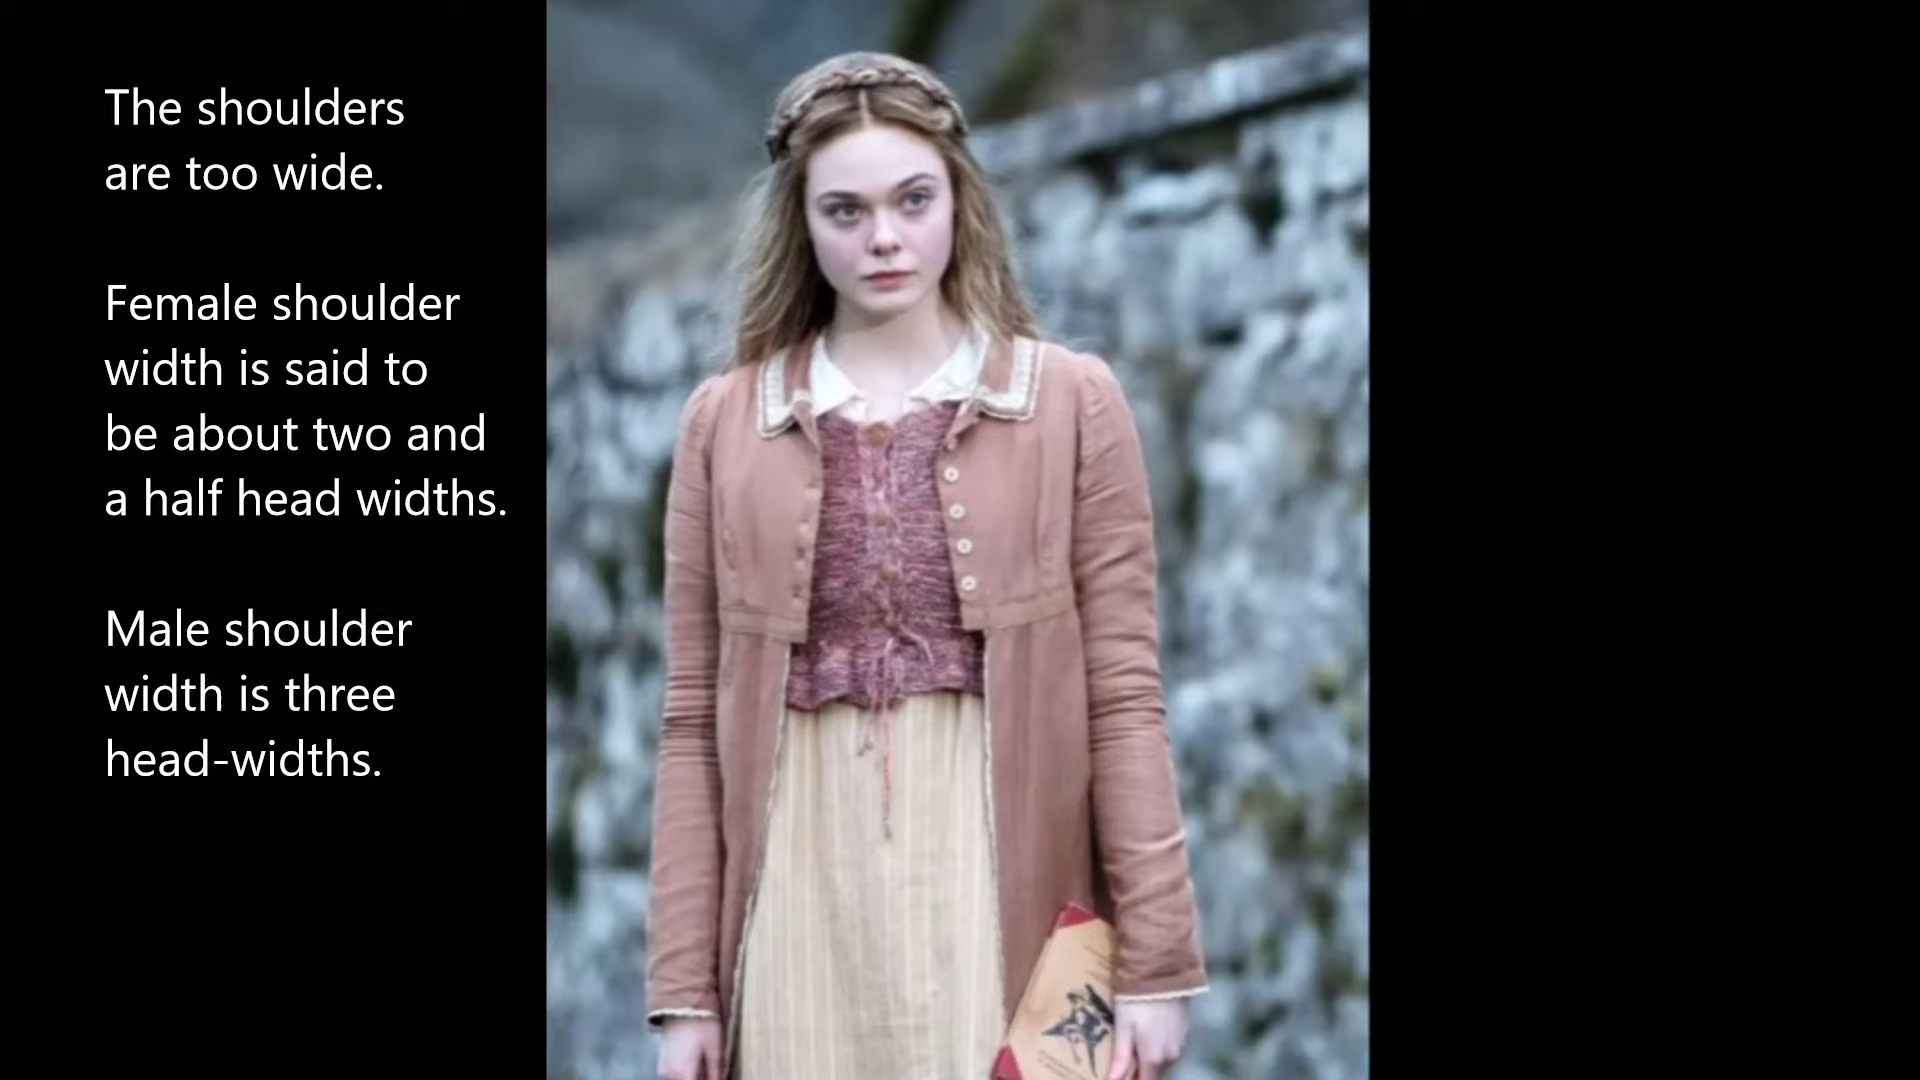 The shoulders
are too wide.
Female shoulder
width is said to
be about two and
a half head widths.
Male shoulder
width is three
head-widths.